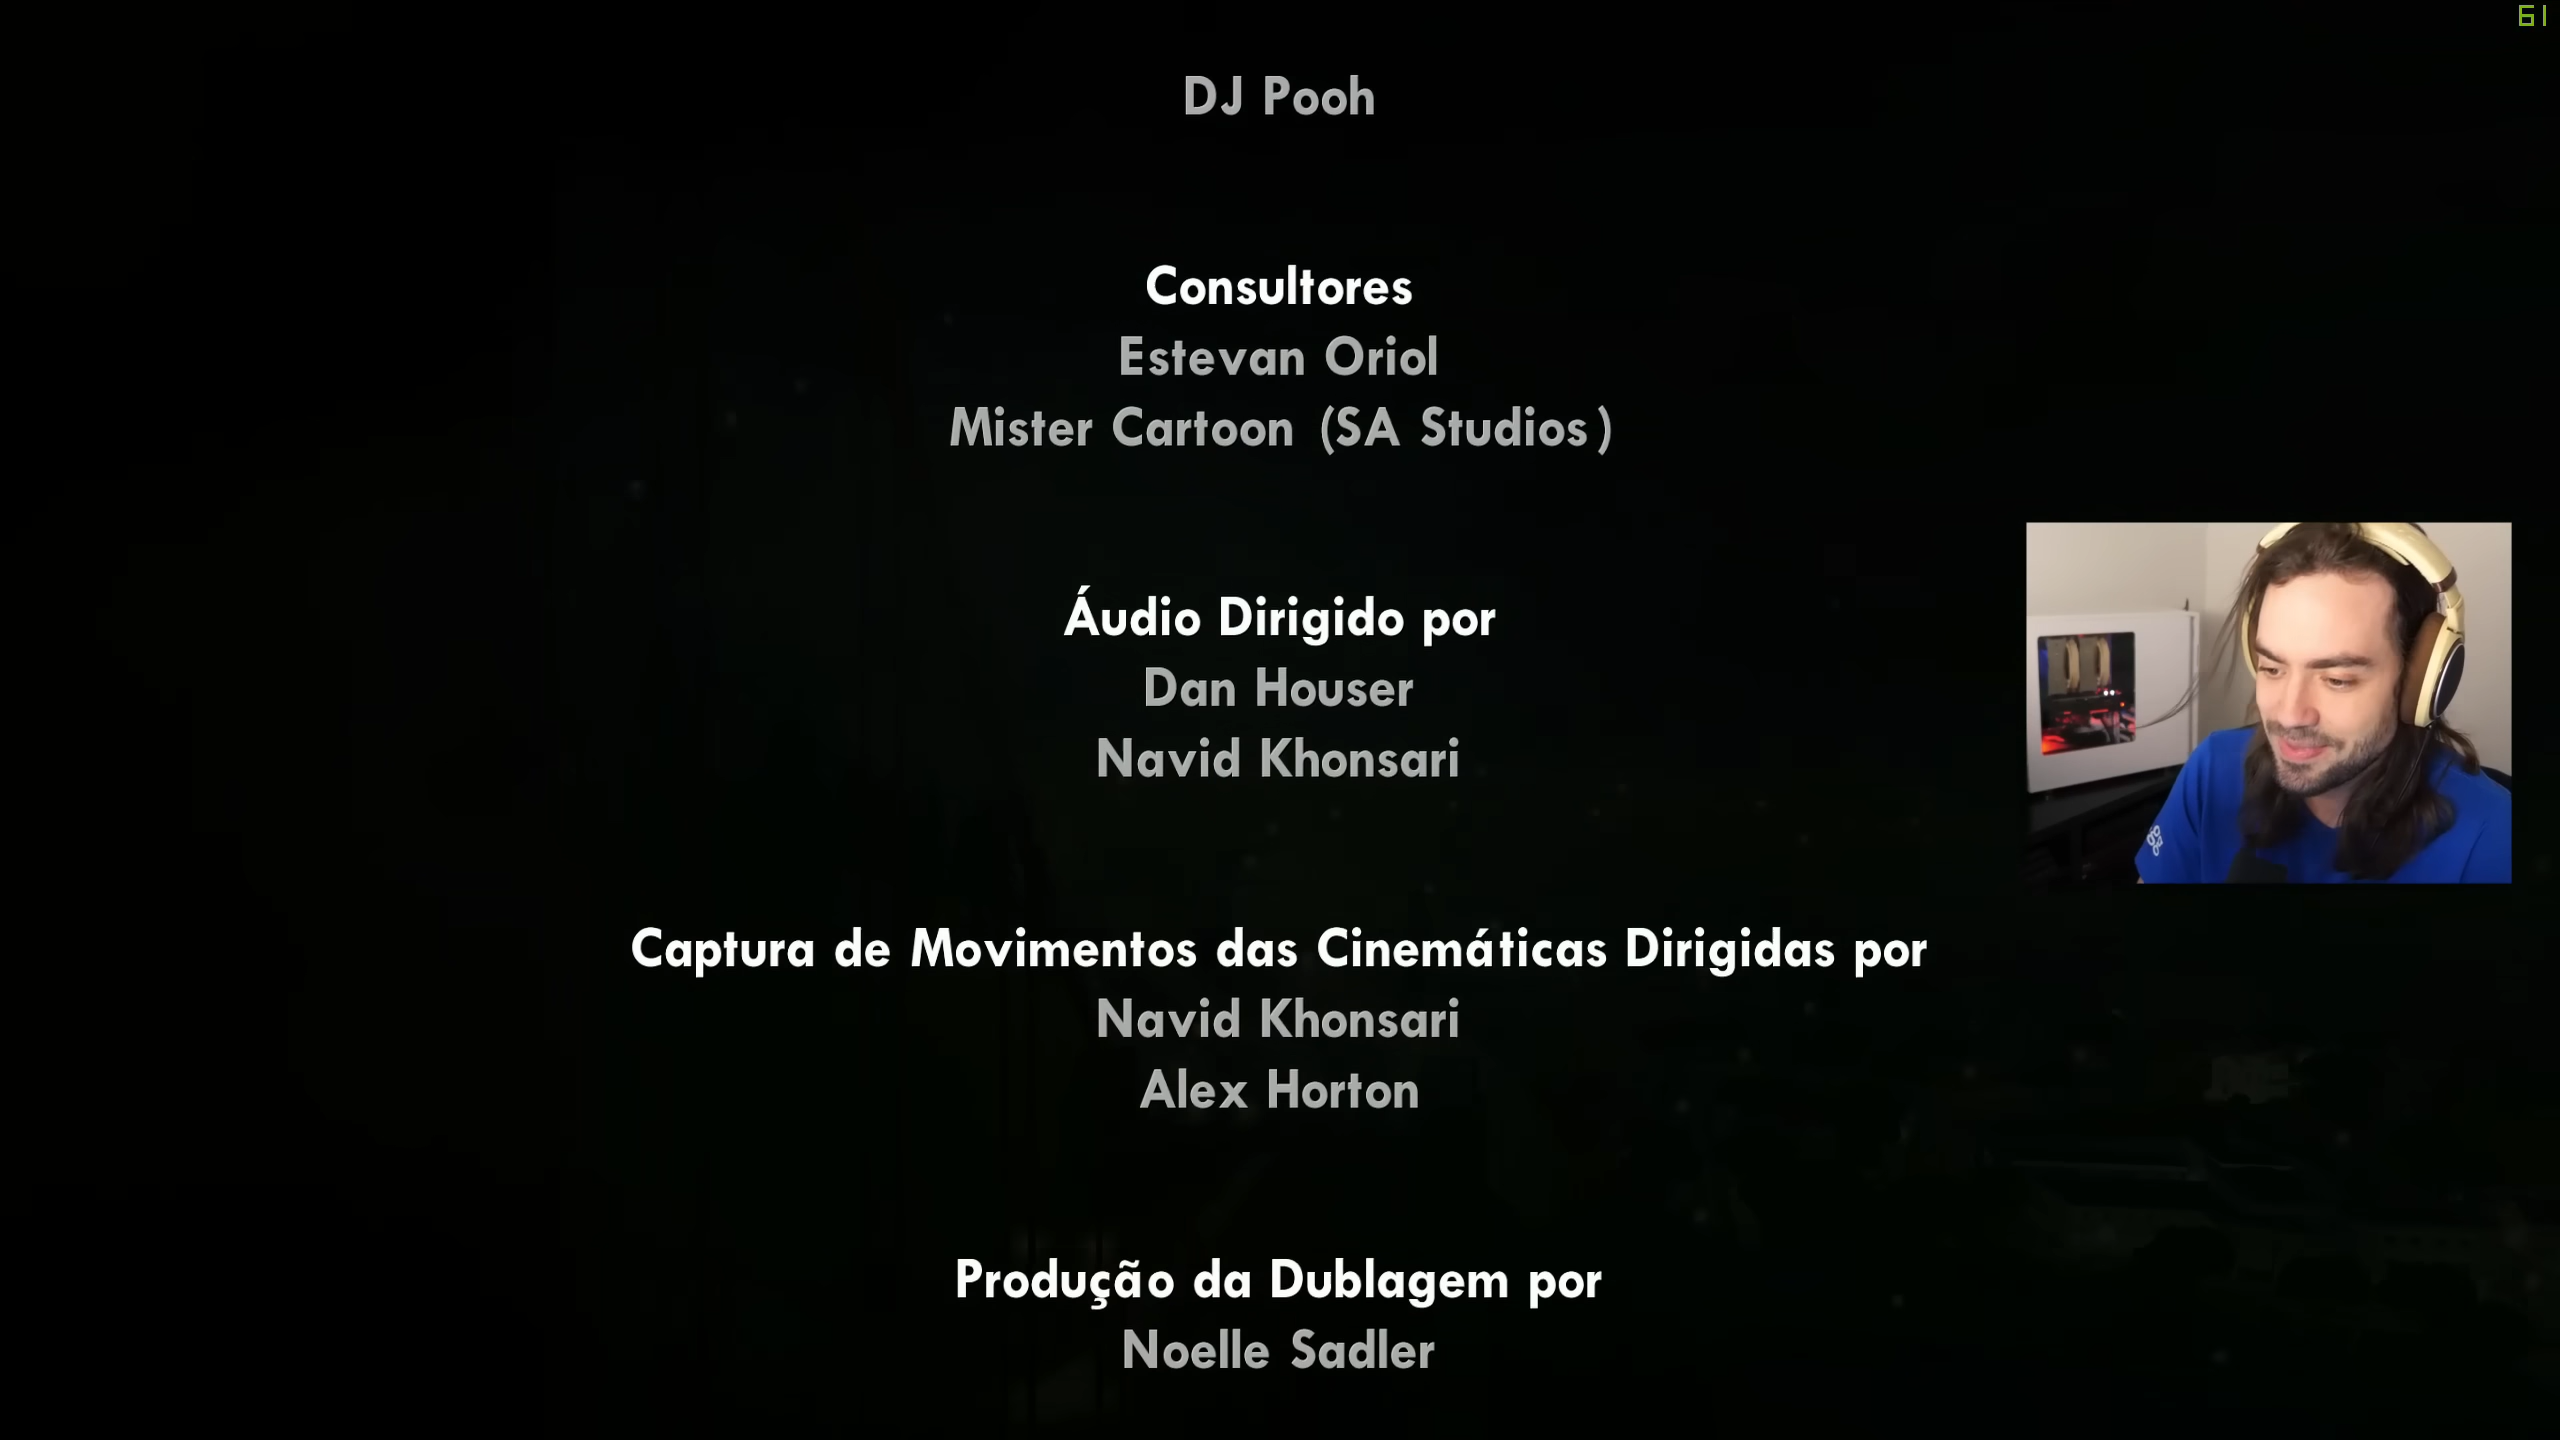 61
DJ Pooh
Consultores
Estevan Oriol
Mister Cartoon (SA Studios)
Áudio Dirigido por
Dan Houser
Navid Khonsari
Captura de Movimentos das Cinemáticas Dirigidas por
Navid Khonsari
Alex Horton
Produção da Dublagem por
Noelle Sadler